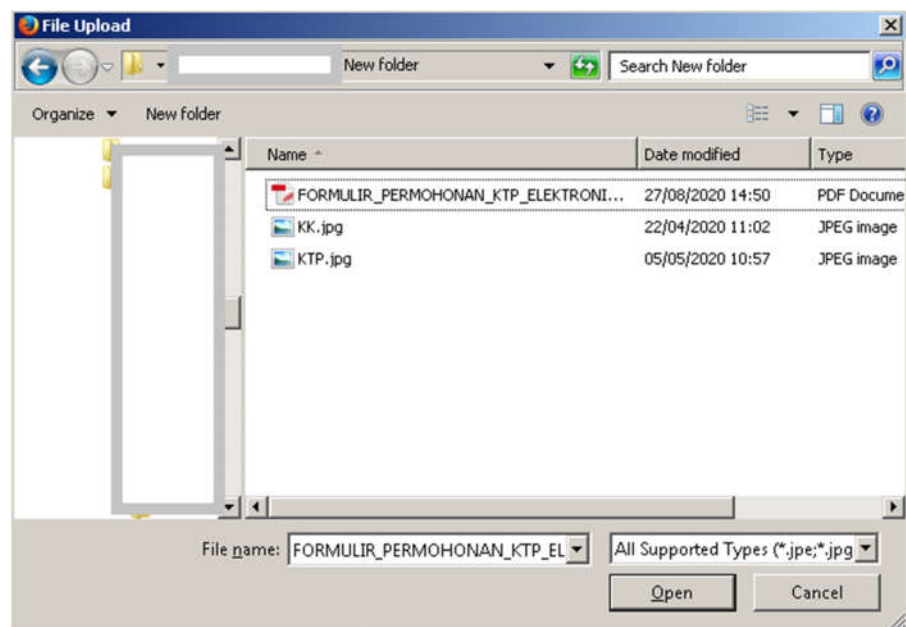 File Upload
New folder
Search New folder
Organize
New folder
Name
Date modified
Type
FORMULIR_PERMOHONAN_KTP_ELEKTRONI...
27/08/2020 14:50
PDF Docume
KK.jpg
22/04/2020 11:02
JPEG image
KTP.jpg
05/05/2020 10:57
JPEG image
File name:
FORMULIR_PERMOHONAN_KTP_EL
All Supported Types (*.jpe;*.jpg
Open
Cancel